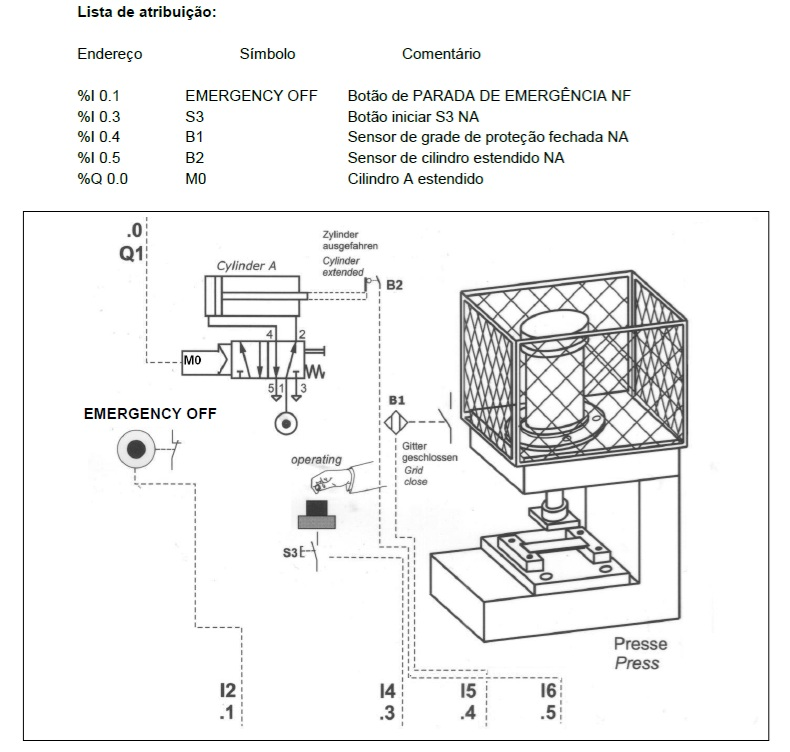 Lista de atribuição:
Endereço Símbolo Comentário
%I 0.1 EMERGENCY OFF Botão de PARADA DE EMERGÊNCIA NF
%I 0.3 S3 Botão iniciar S3 NA
%I 0.4 B1 Sensor de grade de proteção fechada NA
%I 0.5 B2 Sensor de cilindro estendido NA
%Q 0.0 M0 Cilindro A estendido
.0
Q1
Zylinder
ausgefahren
Cylinder
extended
Cylinder A
B2
4 2
M0
5 1 3
EMERGENCY OFF
B1
Gitter
geschlossen
Grid
close
operating
S3
Presse
Press
I2 I4 I5 I6
.1 .3 .4 .5